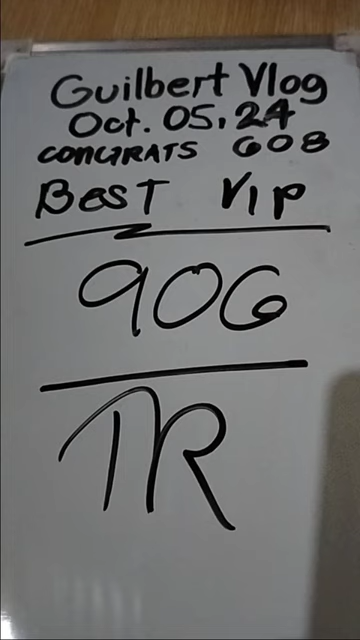 Guilbert Vlog
Oct. 05, 24
CONGRATS 608
BEST VIP
906
TR